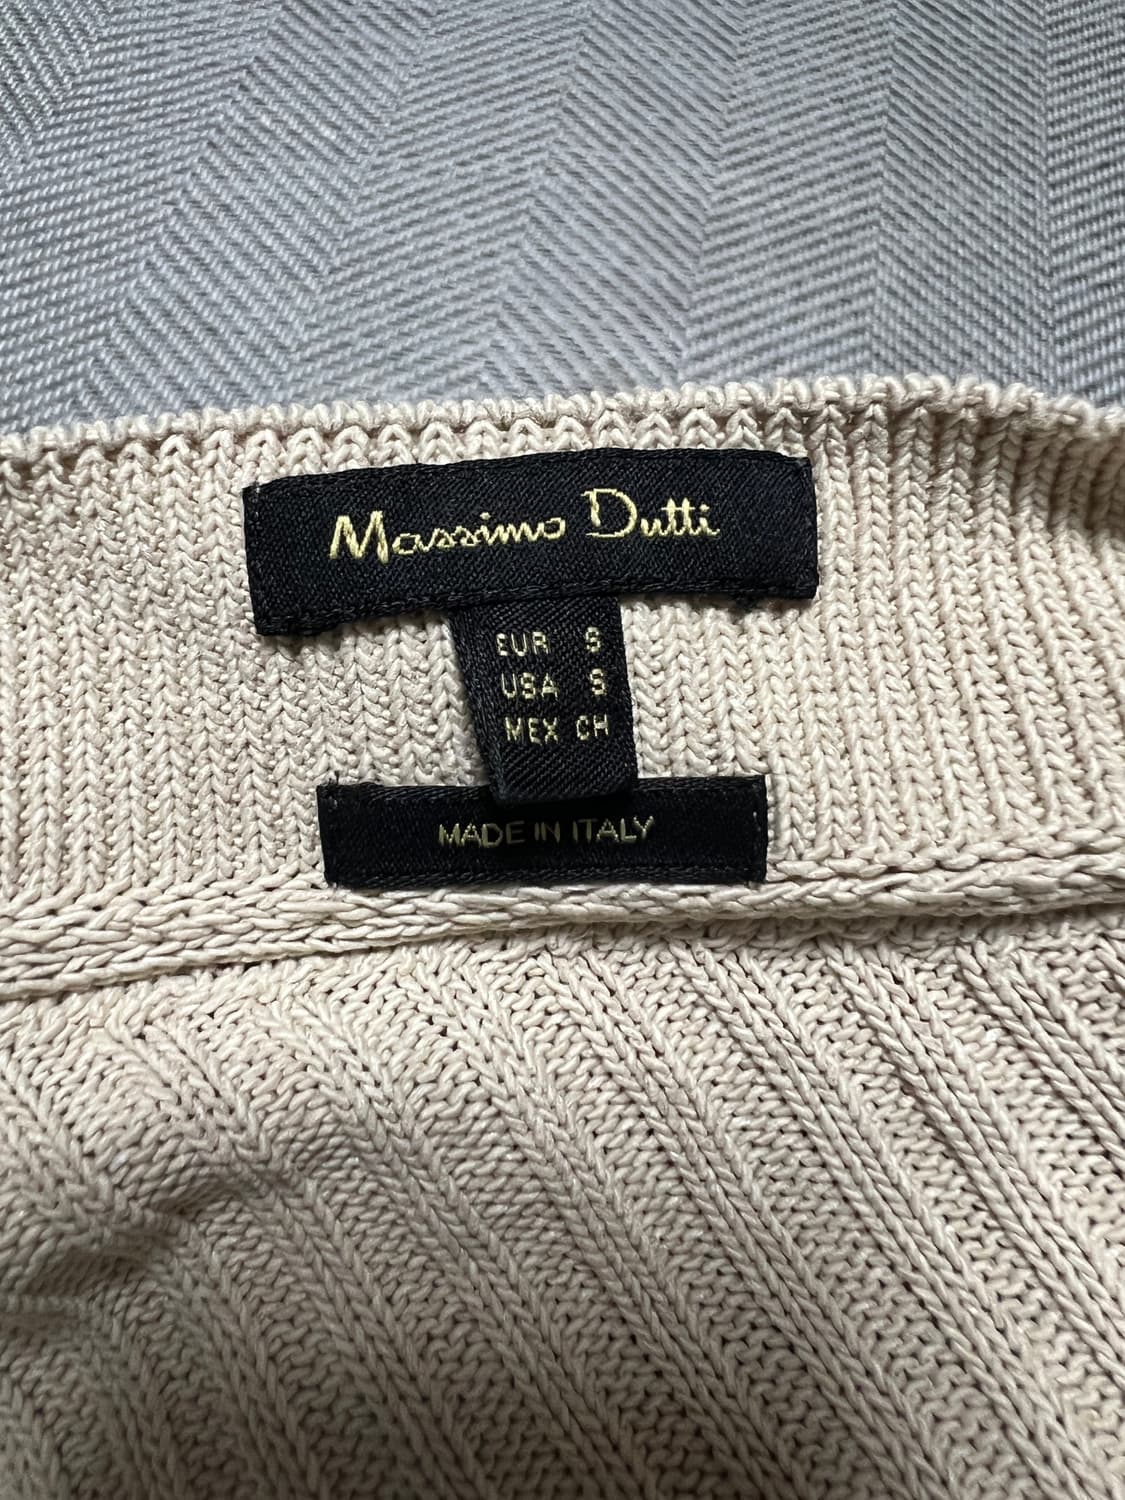 Massimo Dutti
EUR S
USA S
MEX CH
MADE IN ITALY